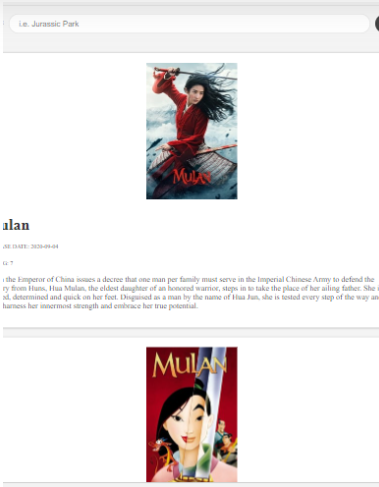 i.e. Jurassic Park
MULAN
ulan
ASE DATE: 2020-09-04
7
the Emperor of China issues a decree that one man per family must serve in the Imperial Chinese Army to defend the
ry from Huns, Hua Mulan, the eldest daughter of an honored warrior, steps in to take the place of her ailing father. She i
ed, determined and quick on her feet. Disguised as a man by the name of Hua Jun, she is tested every step of the way an
harness her innermost strength and embrace her true potential.
MULAN